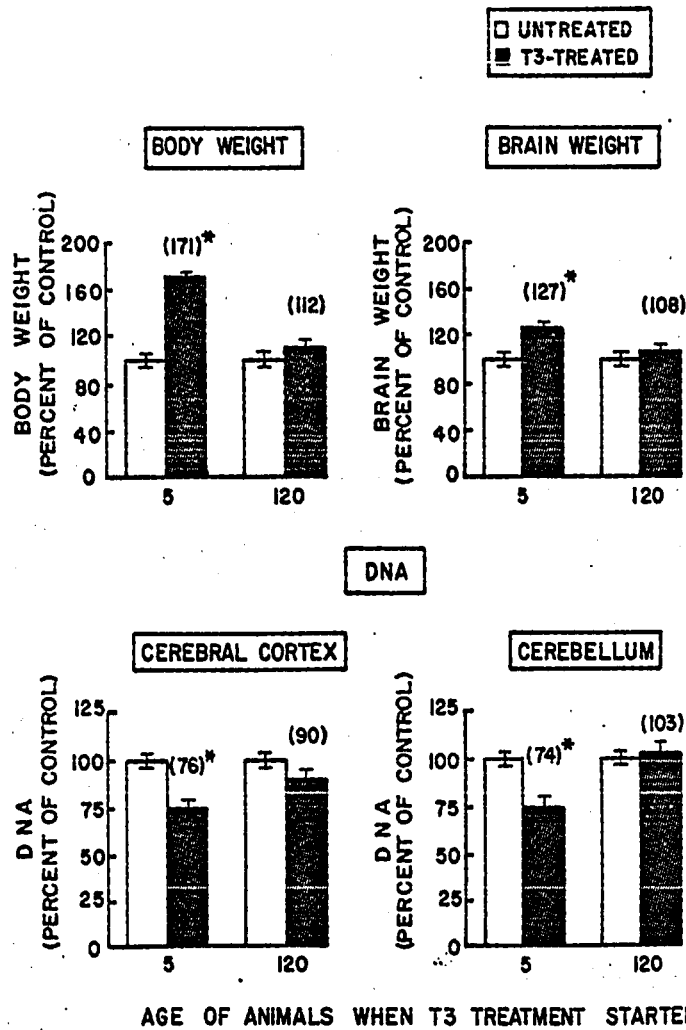 UNTREATED
T3-TREATED
BODY WEIGHT
BRAIN WEIGHT
BODY WEIGHT
(PERCENT OF CONTROL)
200
160
120
80
40
0
(171)*
(112)
5
120
BRAIN WEIGHT
(PERCENT OF CONTROL)
200
160
120
80
40
0
(127)*
(108)
5
120
DNA
CEREBRAL CORTEX
CEREBELLUM
DNA
(PERCENT OF CONTROL)
125
100
75
50
25
0
(76)*
(90)
5
120
DNA
(PERCENT OF CONTROL)
125
100
75
50
25
0
(74)*
(103)
5
120
AGE OF ANIMALS WHEN T3 TREATMENT STARTE